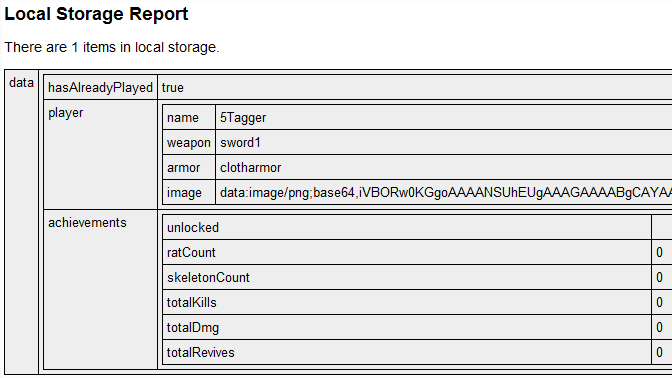 Local Storage Report
There are 1 items in local storage.
data
hasAlreadyPlayed true
player
name 5Tagger
weapon sword1
armor clotharmor
image data:image/png;base64,iVBORw0KGgoAAAANSUhEUgAAAGAAAABgCAYAA
achievements
unlocked
ratCount 0
skeletonCount 0
totalKills 0
totalDmg 0
totalRevives 0